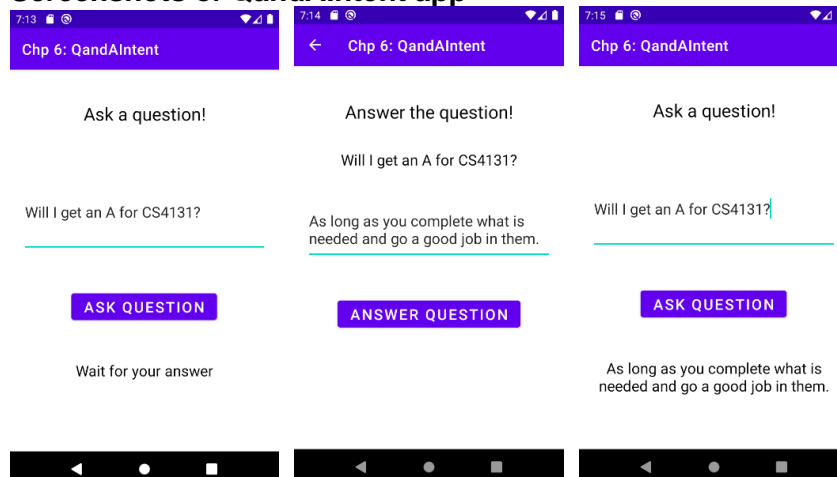 Screenshots of QandAIntent app
7:13
Chp 6: QandAIntent
Ask a question!
Will I get an A for CS4131?
ASK QUESTION
Wait for your answer
7:14
Chp 6: QandAIntent
Answer the question!
Will I get an A for CS4131?
As long as you complete what is
needed and go a good job in them.
ANSWER QUESTION
7:15
Chp 6: QandAIntent
Ask a question!
Will I get an A for CS4131?
ASK QUESTION
As long as you complete what is
needed and go a good job in them.